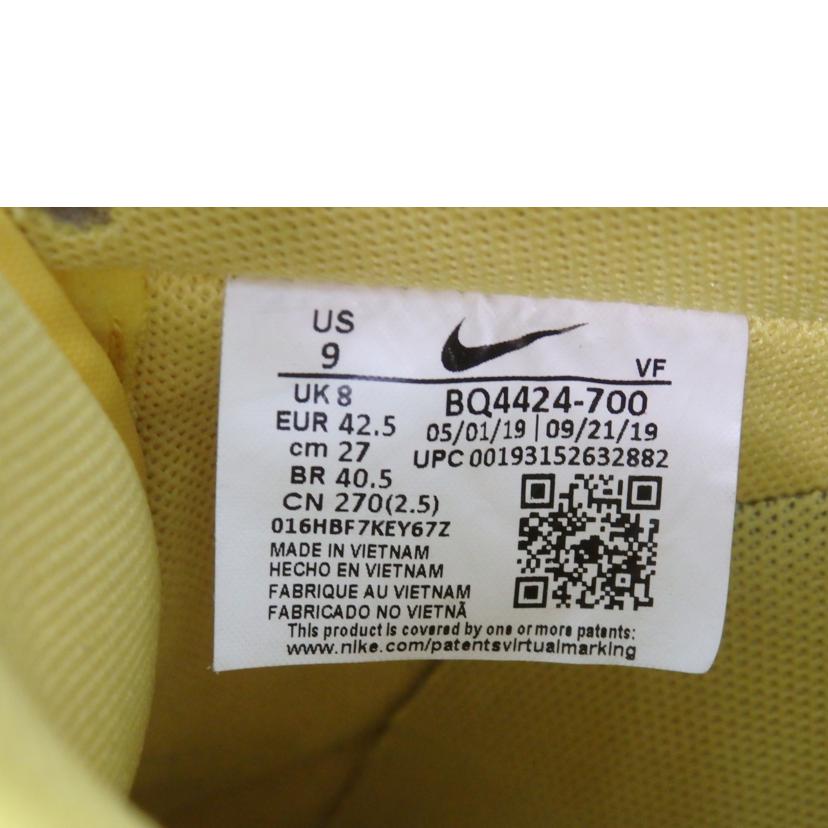 US
9
VF
UK 8
EUR 42.5
cm 27
BR 40.5
CN 270(2.5)
BQ4424-700
05/01/19 | 09/21/19
UPC 00193152632882
016HBF7KEY67Z
MADE IN VIETNAM
HECHO EN VIETNAM
FABRIQUE AU VIETNAM
FABRICADO NO VIETNÃ
This product is covered by one or more patents:
www.nike.com/patentsvirtualmarking